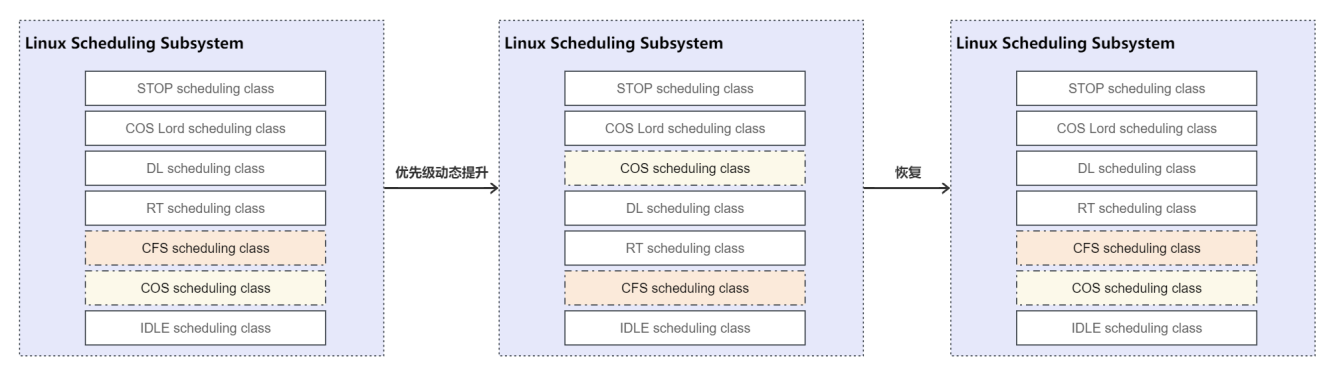 Linux Scheduling Subsystem
STOP scheduling class
COS Lord scheduling class
DL scheduling class
RT scheduling class
CFS scheduling class
COS scheduling class
IDLE scheduling class
优先级动态提升
Linux Scheduling Subsystem
STOP scheduling class
COS Lord scheduling class
COS scheduling class
DL scheduling class
RT scheduling class
CFS scheduling class
IDLE scheduling class
恢复
Linux Scheduling Subsystem
STOP scheduling class
COS Lord scheduling class
DL scheduling class
RT scheduling class
CFS scheduling class
COS scheduling class
IDLE scheduling class